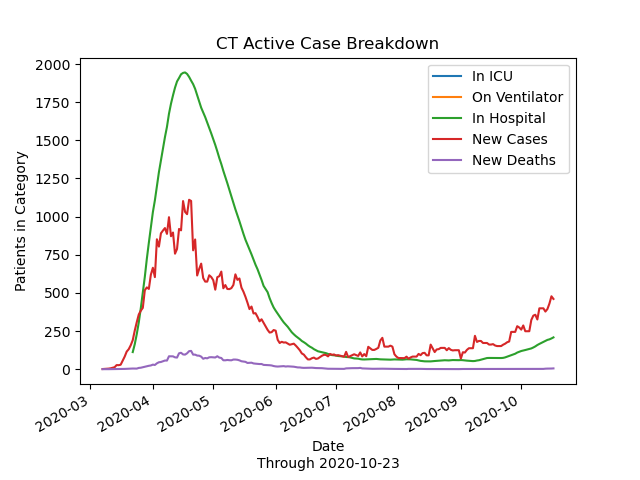 CT Active Case Breakdown
2000
1750
1500
1250
1000
750
500
250
0
Patients in Category
In ICU
On Ventilator
In Hospital
New Cases
New Deaths
2020-03
2020-04
2020-05
2020-06
2020-07
2020-08
2020-09
2020-10
Date
Through 2020-10-23